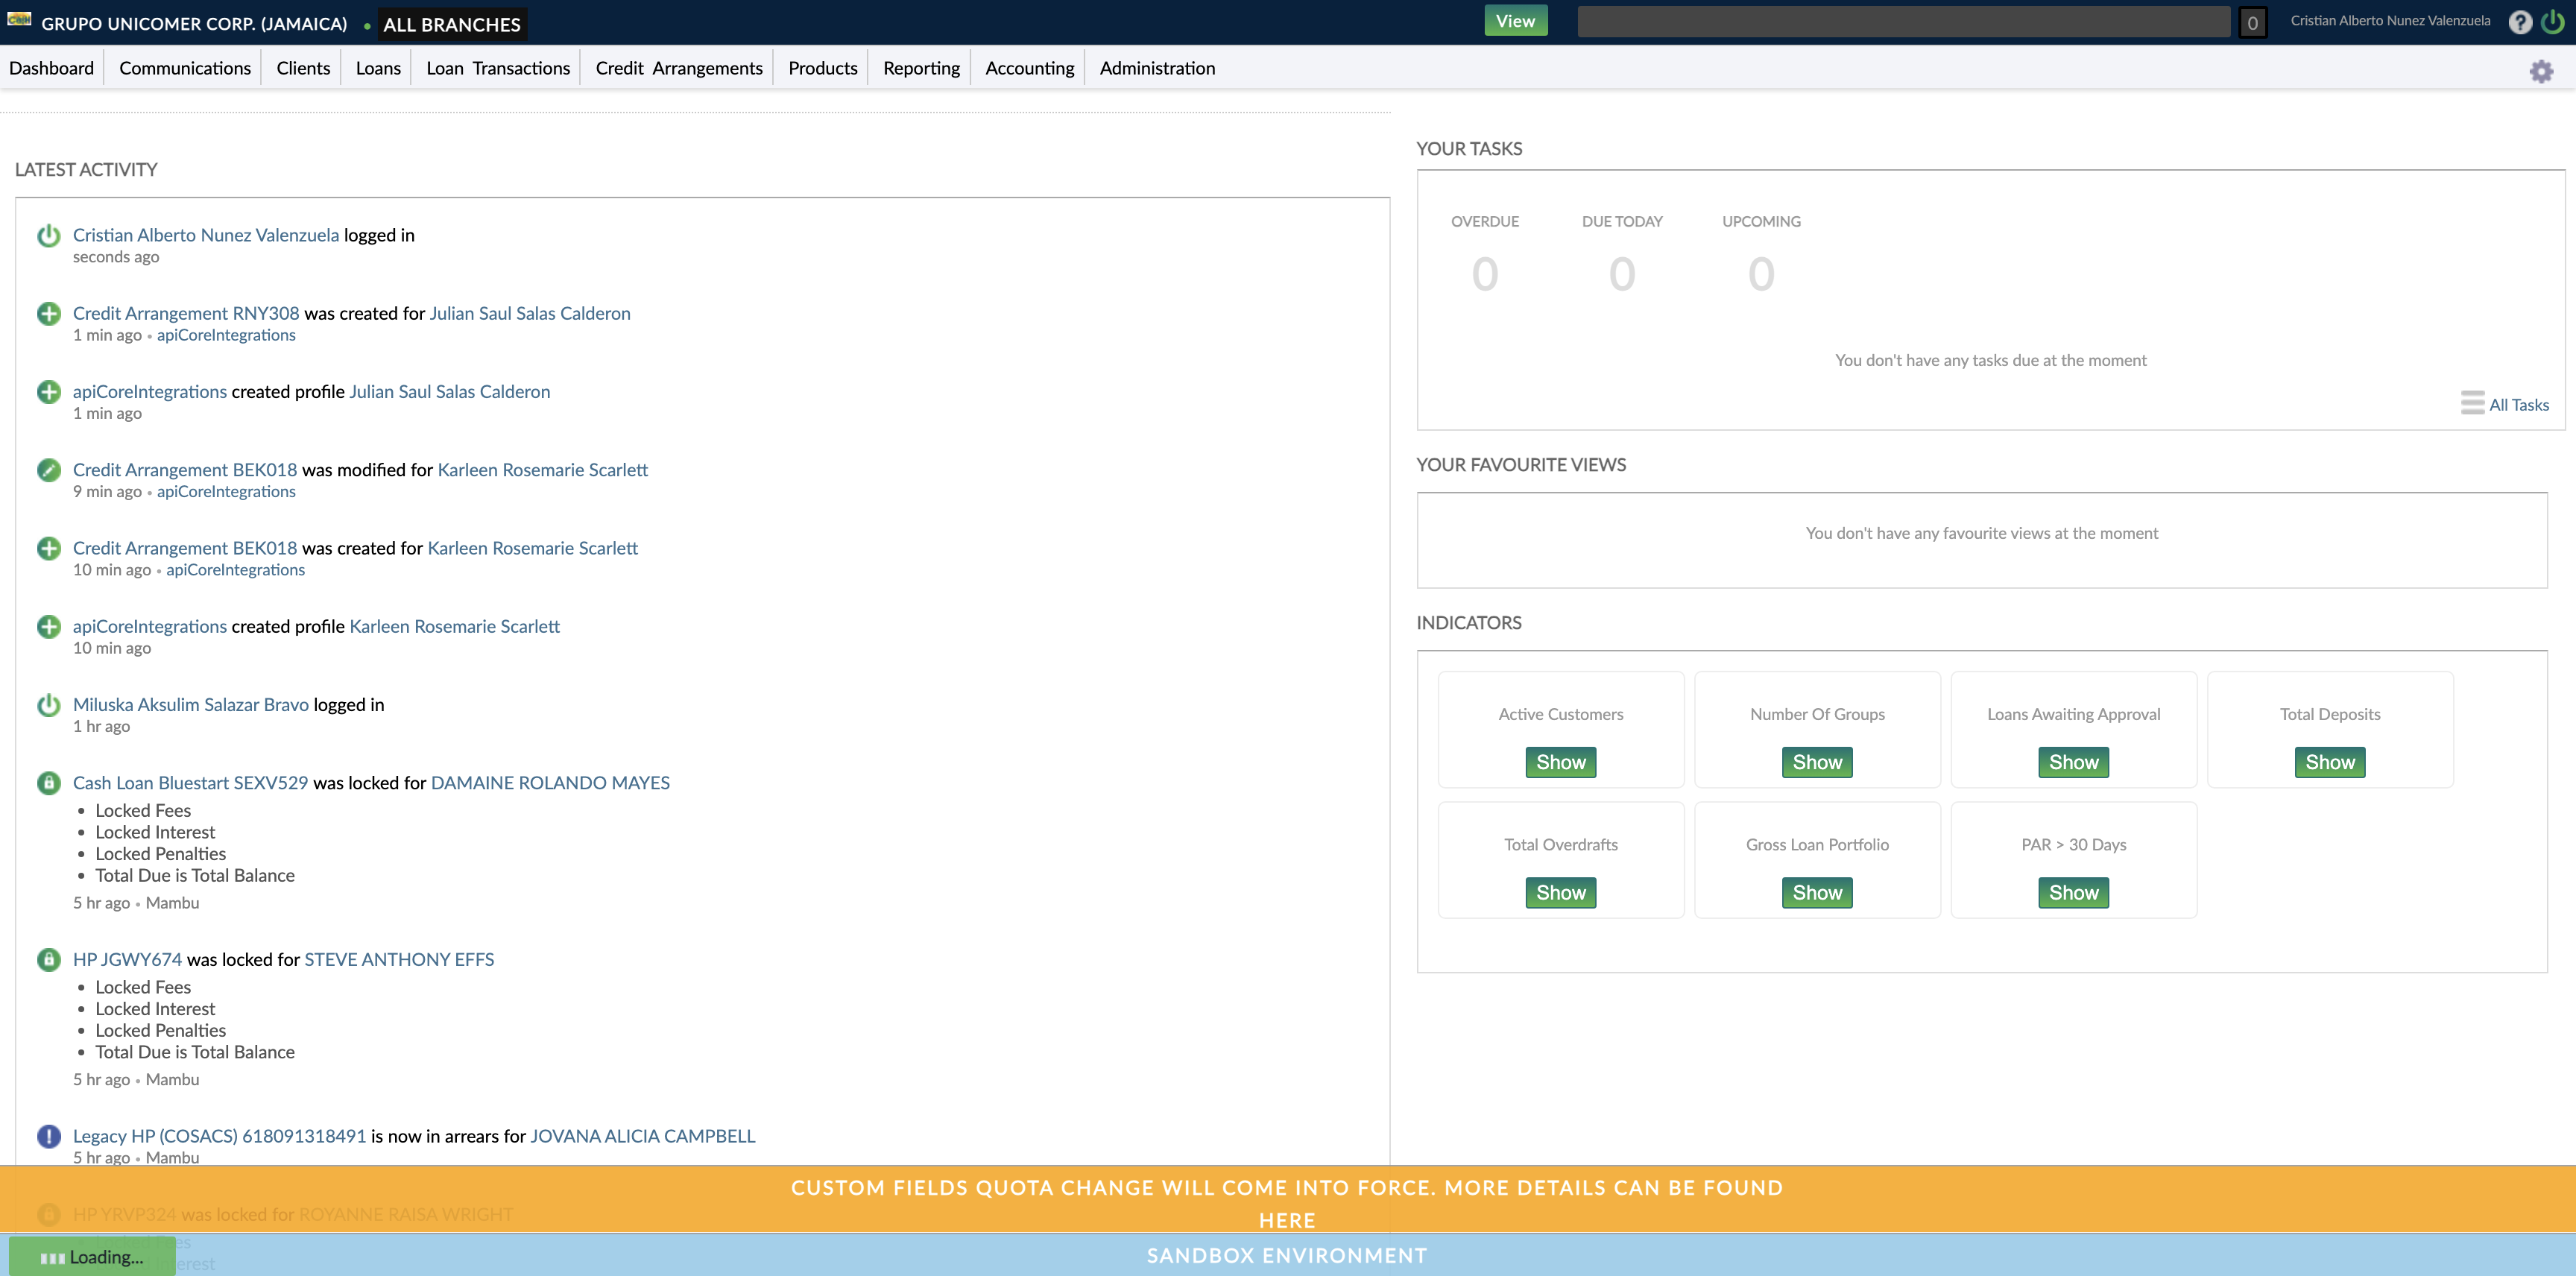 GRUPO UNICOMER CORP. (JAMAICA) • ALL BRANCHES
View
0
Cristian Alberto Nunez Valenzuela
?
Dashboard
Communications
Clients
Loans
Loan Transactions
Credit Arrangements
Products
Reporting
Accounting
Administration
LATEST ACTIVITY
Cristian Alberto Nunez Valenzuela logged in
seconds ago
Credit Arrangement RNY308 was created for Julian Saul Salas Calderon
1 min ago • apiCoreIntegrations
apiCoreIntegrations created profile Julian Saul Salas Calderon
1 min ago
Credit Arrangement BEK018 was modified for Karleen Rosemarie Scarlett
9 min ago • apiCoreIntegrations
Credit Arrangement BEK018 was created for Karleen Rosemarie Scarlett
10 min ago • apiCoreIntegrations
apiCoreIntegrations created profile Karleen Rosemarie Scarlett
10 min ago
Miluska Aksulim Salazar Bravo logged in
1 hr ago
Cash Loan Bluestart SEXV529 was locked for DAMAINE ROLANDO MAYES
• Locked Fees
• Locked Interest
• Locked Penalties
• Total Due is Total Balance
5 hr ago • Mambu
HP JGWY674 was locked for STEVE ANTHONY EFFS
• Locked Fees
• Locked Interest
• Locked Penalties
• Total Due is Total Balance
5 hr ago • Mambu
Legacy HP (COSACS) 618091318491 is now in arrears for JOVANA ALICIA CAMPBELL
5 hr ago • Mambu
HP YRVP324 was locked for ROYANNE RAISA WRIGHT
YOUR TASKS
OVERDUE
DUE TODAY
UPCOMING
0
0
0
You don't have any tasks due at the moment
All Tasks
YOUR FAVOURITE VIEWS
You don't have any favourite views at the moment
INDICATORS
Active Customers
Show
Number Of Groups
Show
Loans Awaiting Approval
Show
Total Deposits
Show
Total Overdrafts
Show
Gross Loan Portfolio
Show
PAR > 30 Days
Show
CUSTOM FIELDS QUOTA CHANGE WILL COME INTO FORCE. MORE DETAILS CAN BE FOUND
HERE
Loading...
SANDBOX ENVIRONMENT